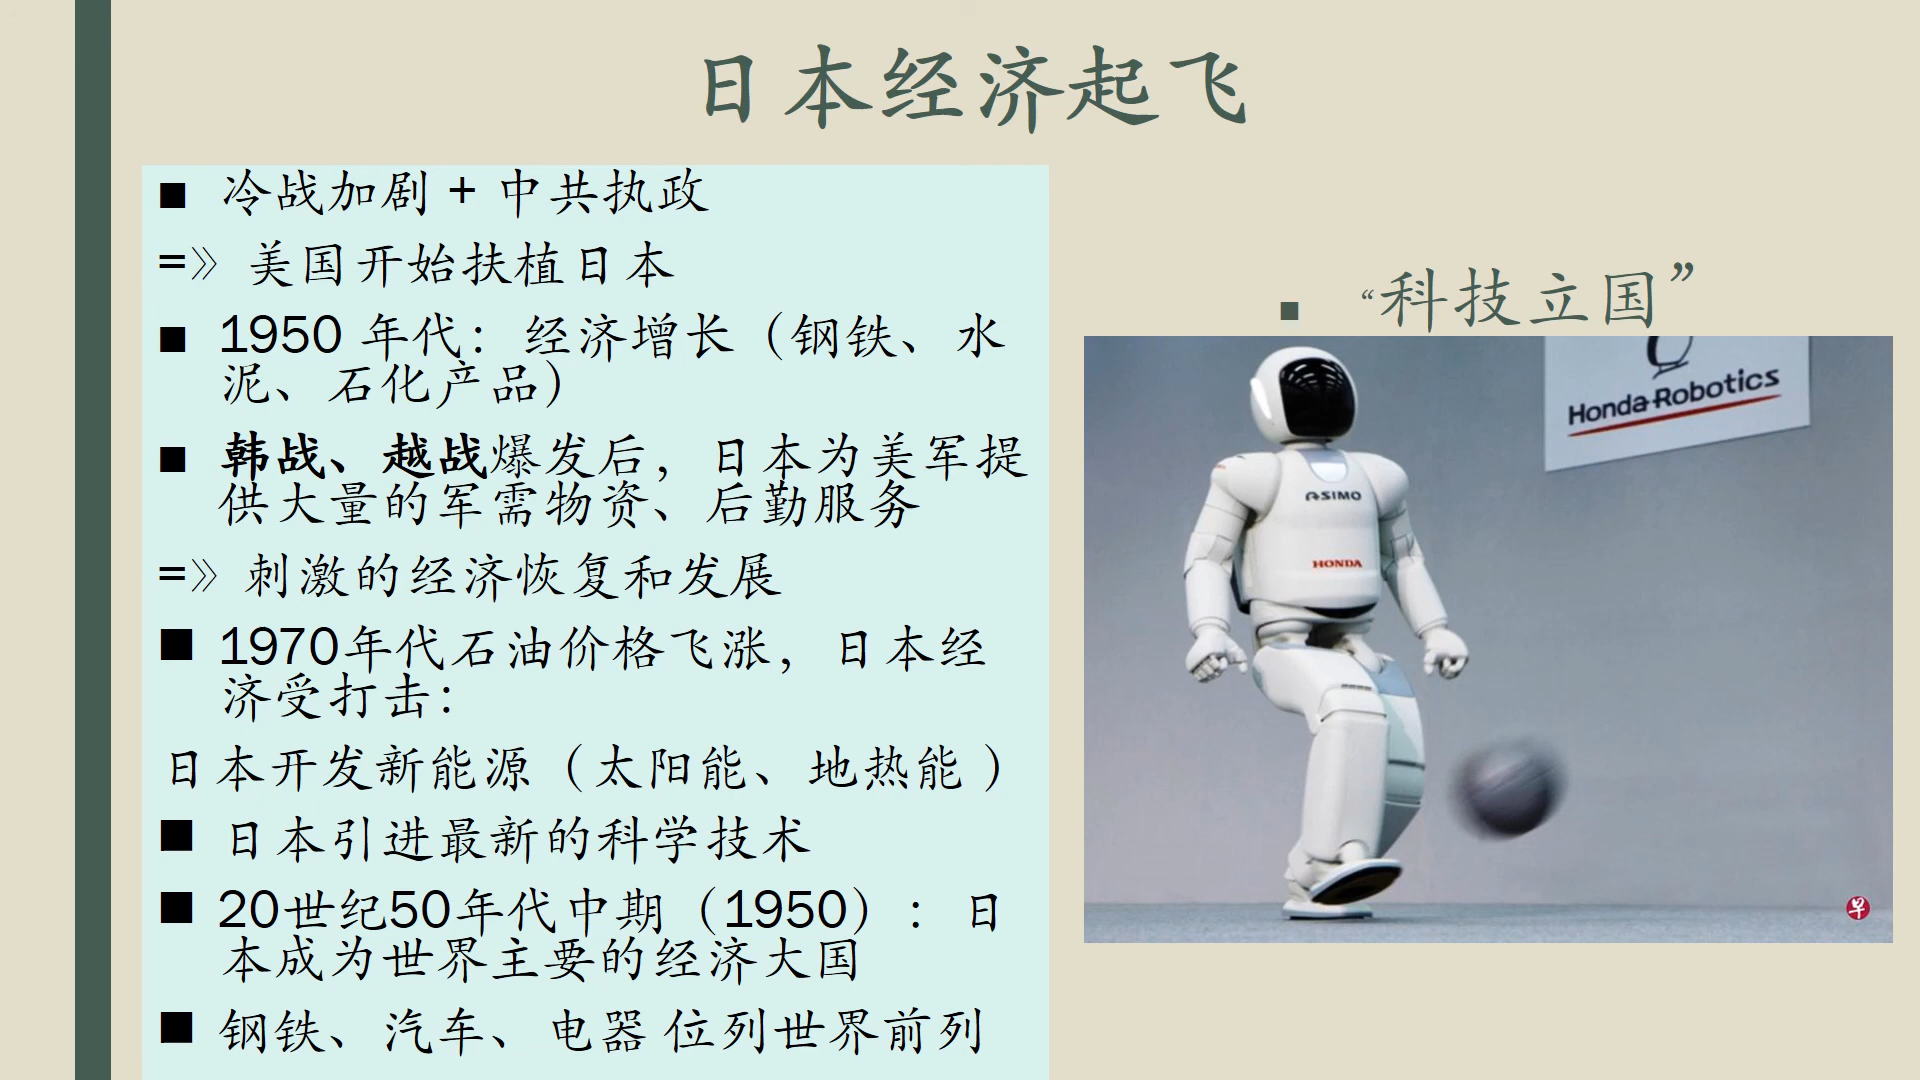 日本经济起飞
■ 冷战加剧 + 中共执政
=》 美国开始扶植日本
■ 1950 年代： 经济增长（钢铁、水
泥、石化产品）
■ 韩战、越战爆发后，日本为美军提
供大量的军需物资、后勤服务
=》 刺激的经济恢复和发展
■ 1970年代石油价格飞涨，日本经
济受打击：
日本开发新能源（太阳能、地热能 ）
■ 日本引进最新的科学技术
■ 20世纪50年代中期（1950）： 日
本成为世界主要的经济大国
■ 钢铁、汽车、电器 位列世界前列
■ “科技立国”
Honda Robotics
ASIMO
HONDA
早